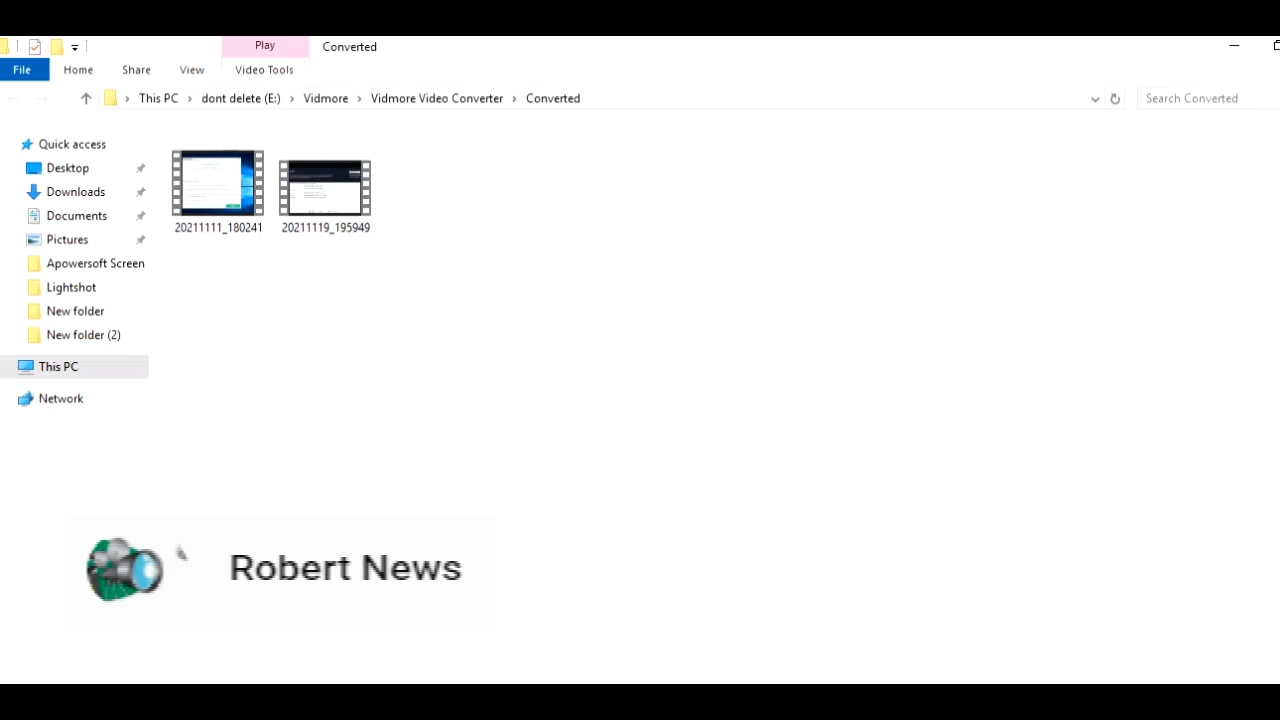 Play
Converted
File
Home
Share
View
Video Tools
This PC
dont delete (E:)
Vidmore
Vidmore Video Converter
Converted
Search Converted
Quick access
Desktop
Downloads
Documents
Pictures
Apowersoft Screen
Lightshot
New folder
New folder (2)
This PC
Network
20211111_180241
20211119_195949
Robert News